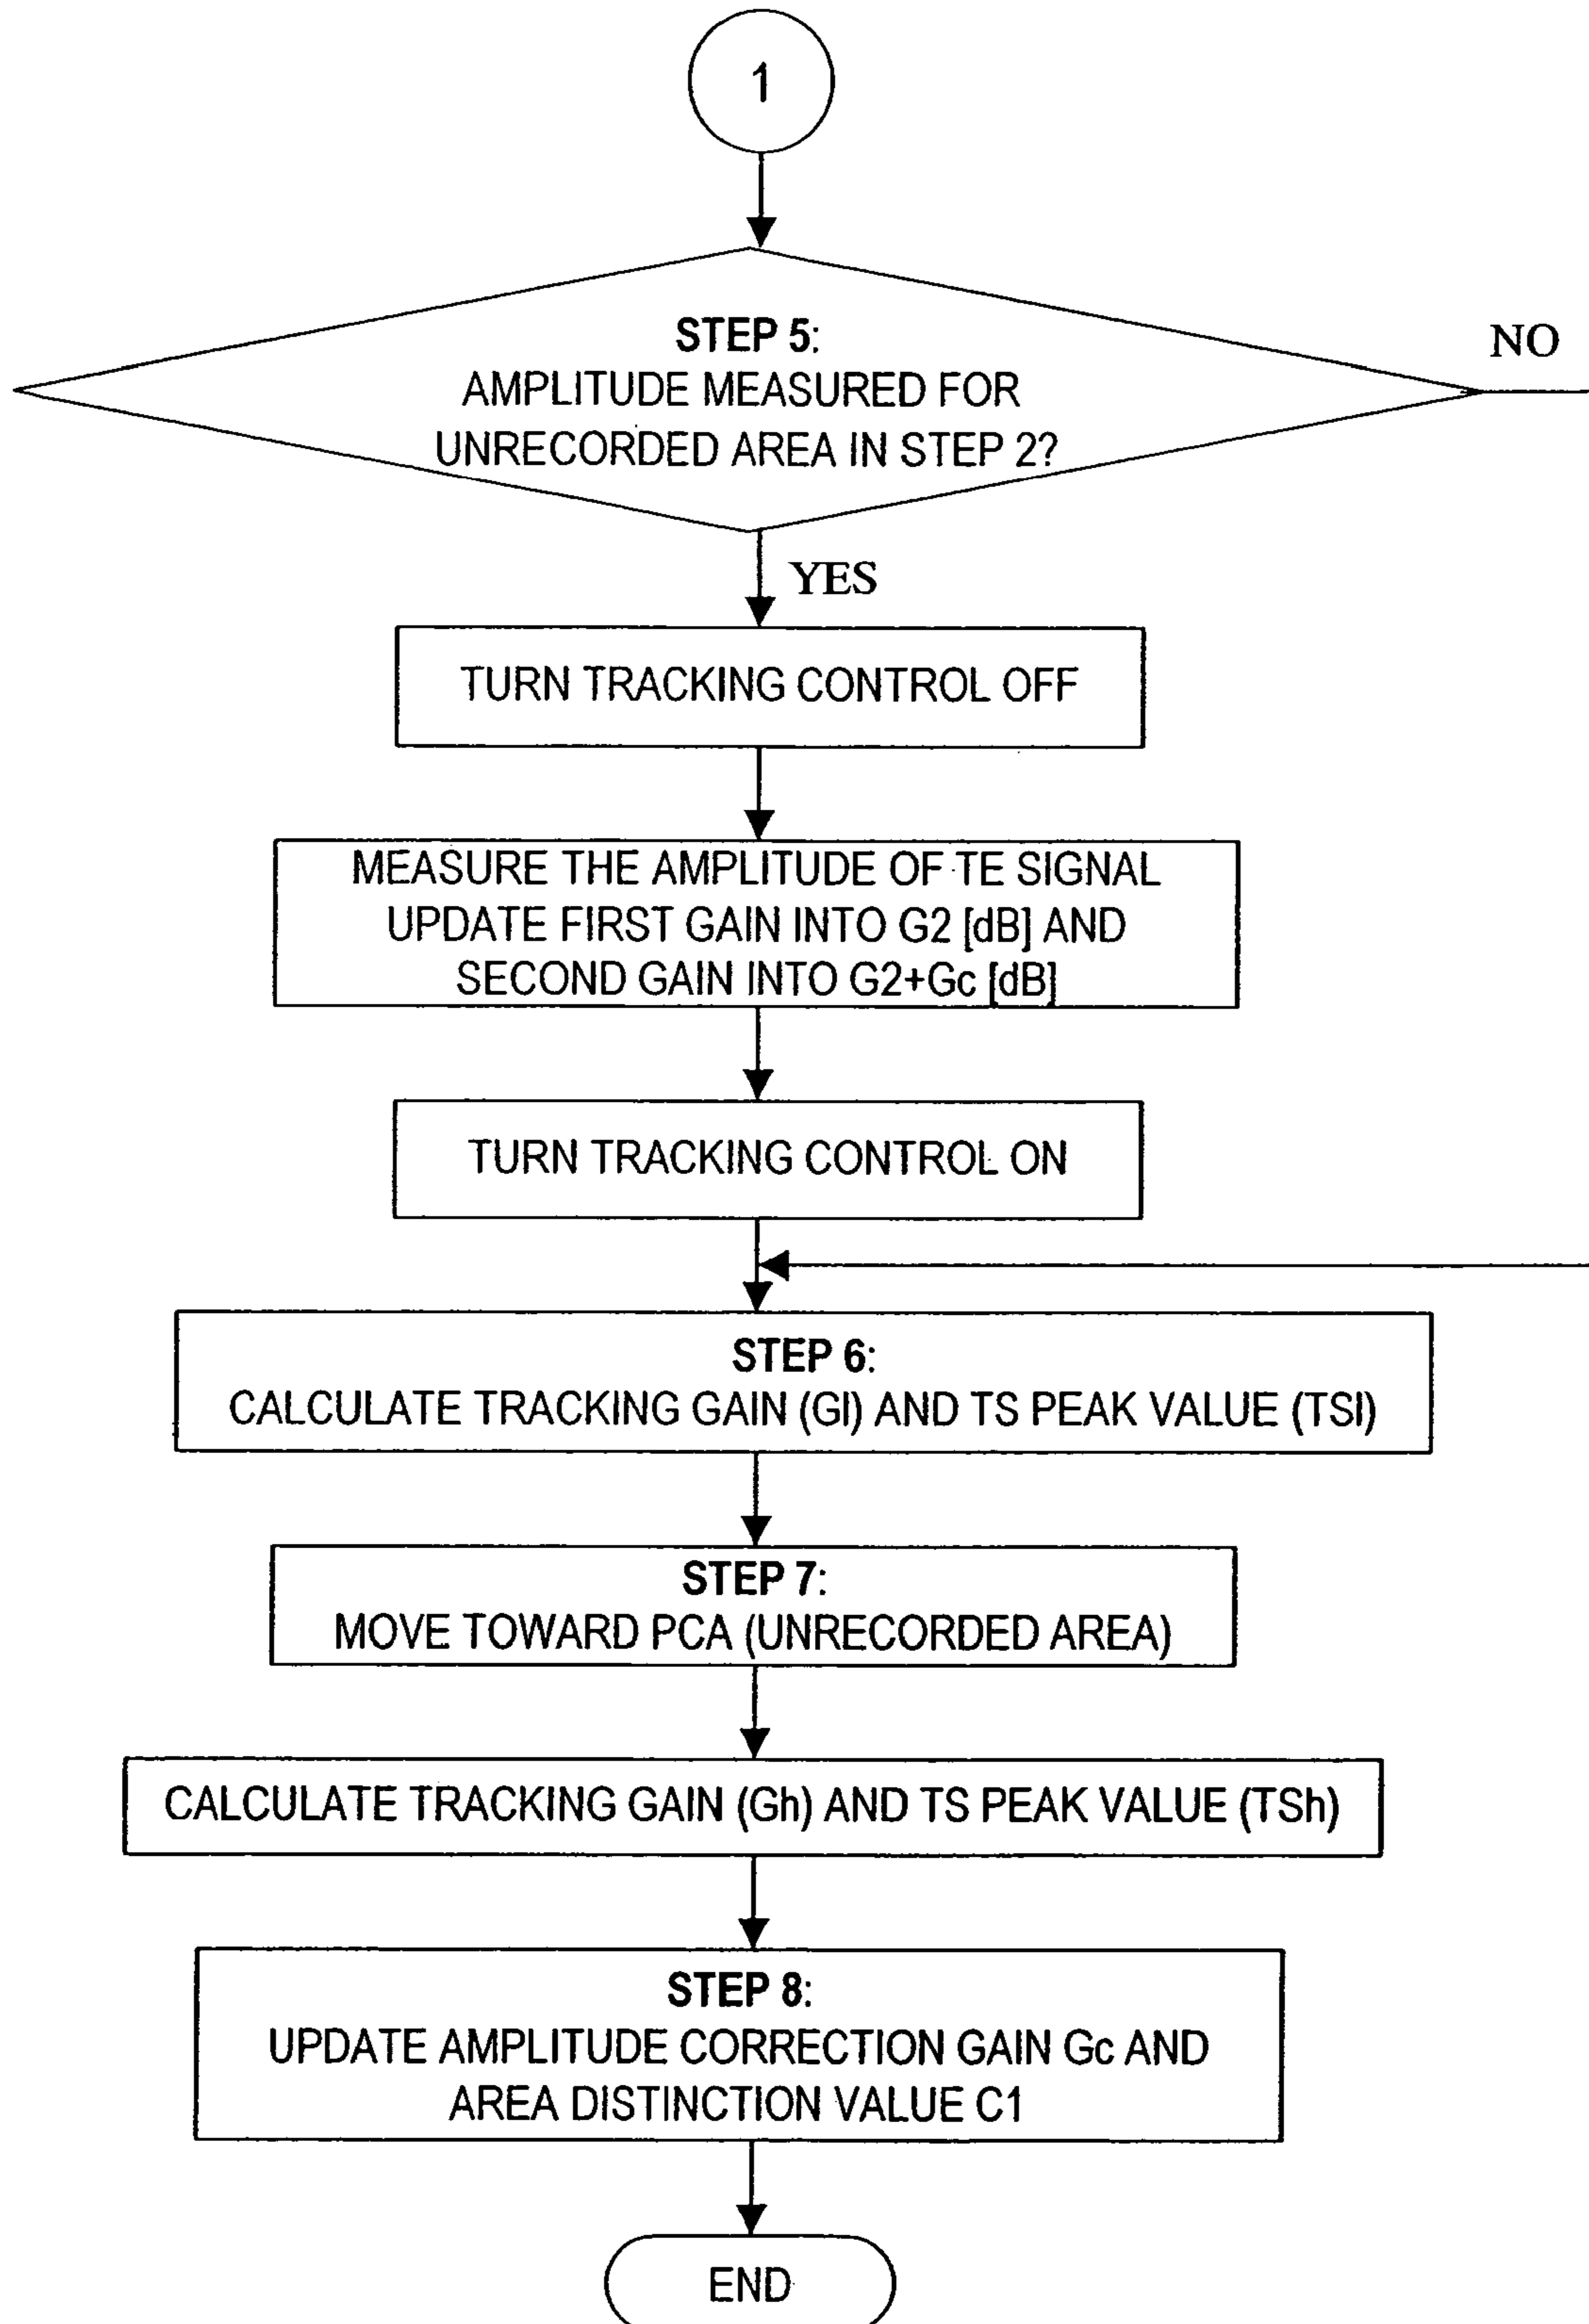 1
STEP 5:
AMPLITUDE MEASURED FOR
UNRECORDED AREA IN STEP 2?
NO
YES
TURN TRACKING CONTROL OFF
MEASURE THE AMPLITUDE OF TE SIGNAL
UPDATE FIRST GAIN INTO G2 [dB] AND
SECOND GAIN INTO G2+Gc [dB]
TURN TRACKING CONTROL ON
STEP 6:
CALCULATE TRACKING GAIN (Gl) AND TS PEAK VALUE (TSl)
STEP 7:
MOVE TOWARD PCA (UNRECORDED AREA)
CALCULATE TRACKING GAIN (Gh) AND TS PEAK VALUE (TSh)
STEP 8:
UPDATE AMPLITUDE CORRECTION GAIN Gc AND
AREA DISTINCTION VALUE C1
END